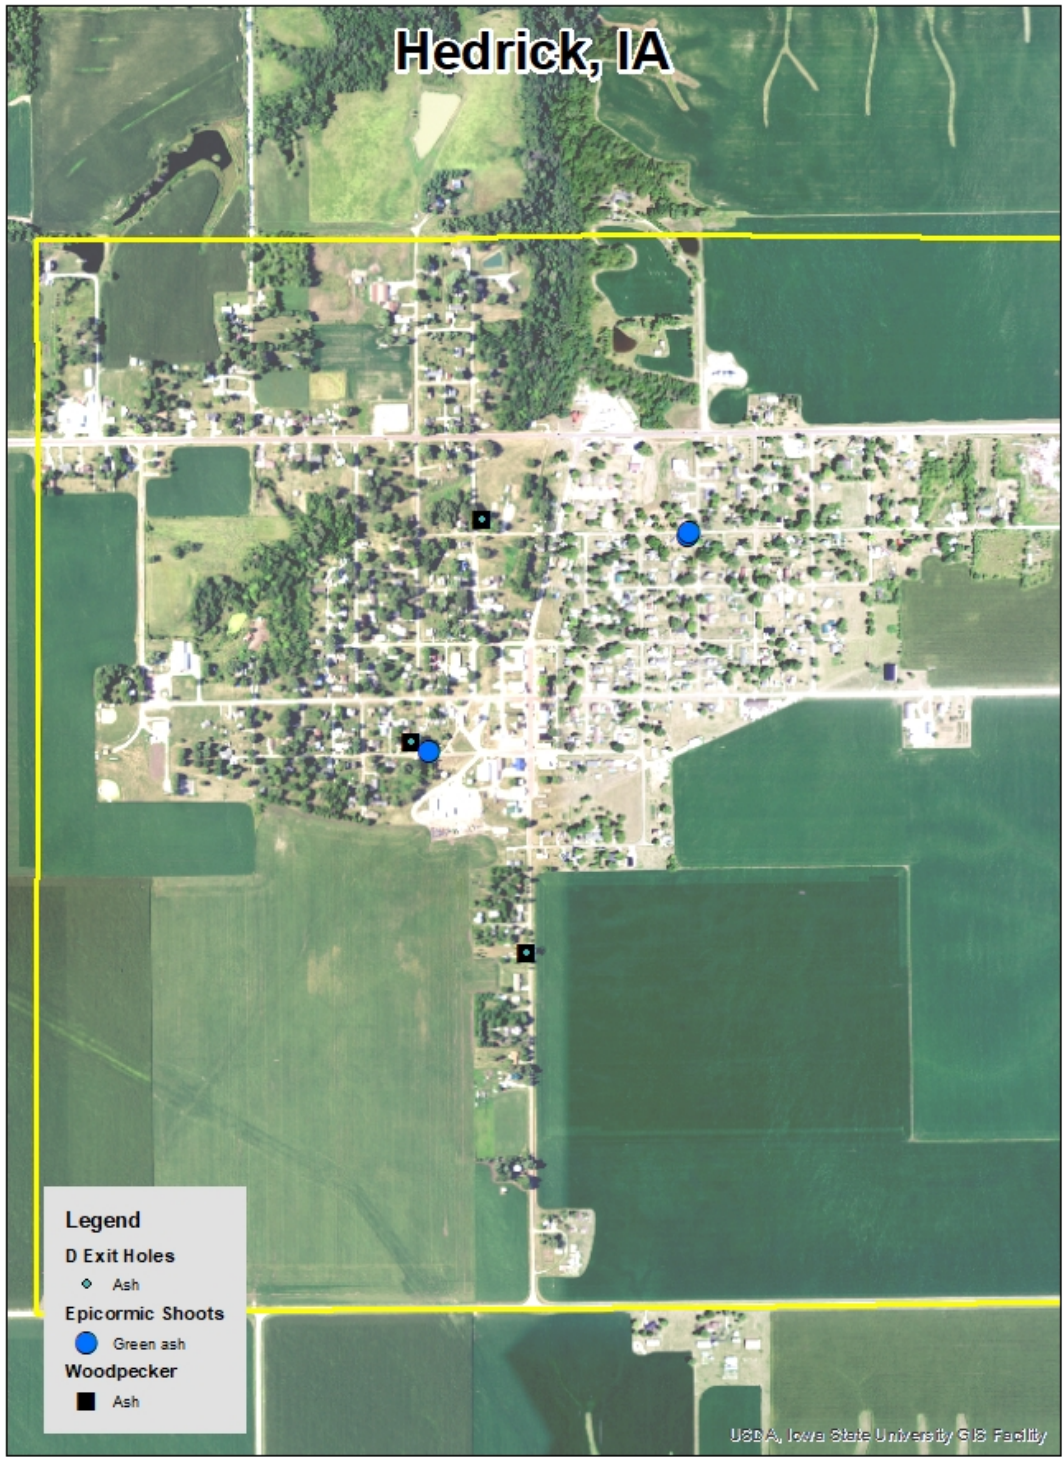 Hedrick, IA
Legend
D Exit Holes
Ash
Epicormic Shoots
Green ash
Woodpecker
Ash
USDA, Iowa State University GIS Facility